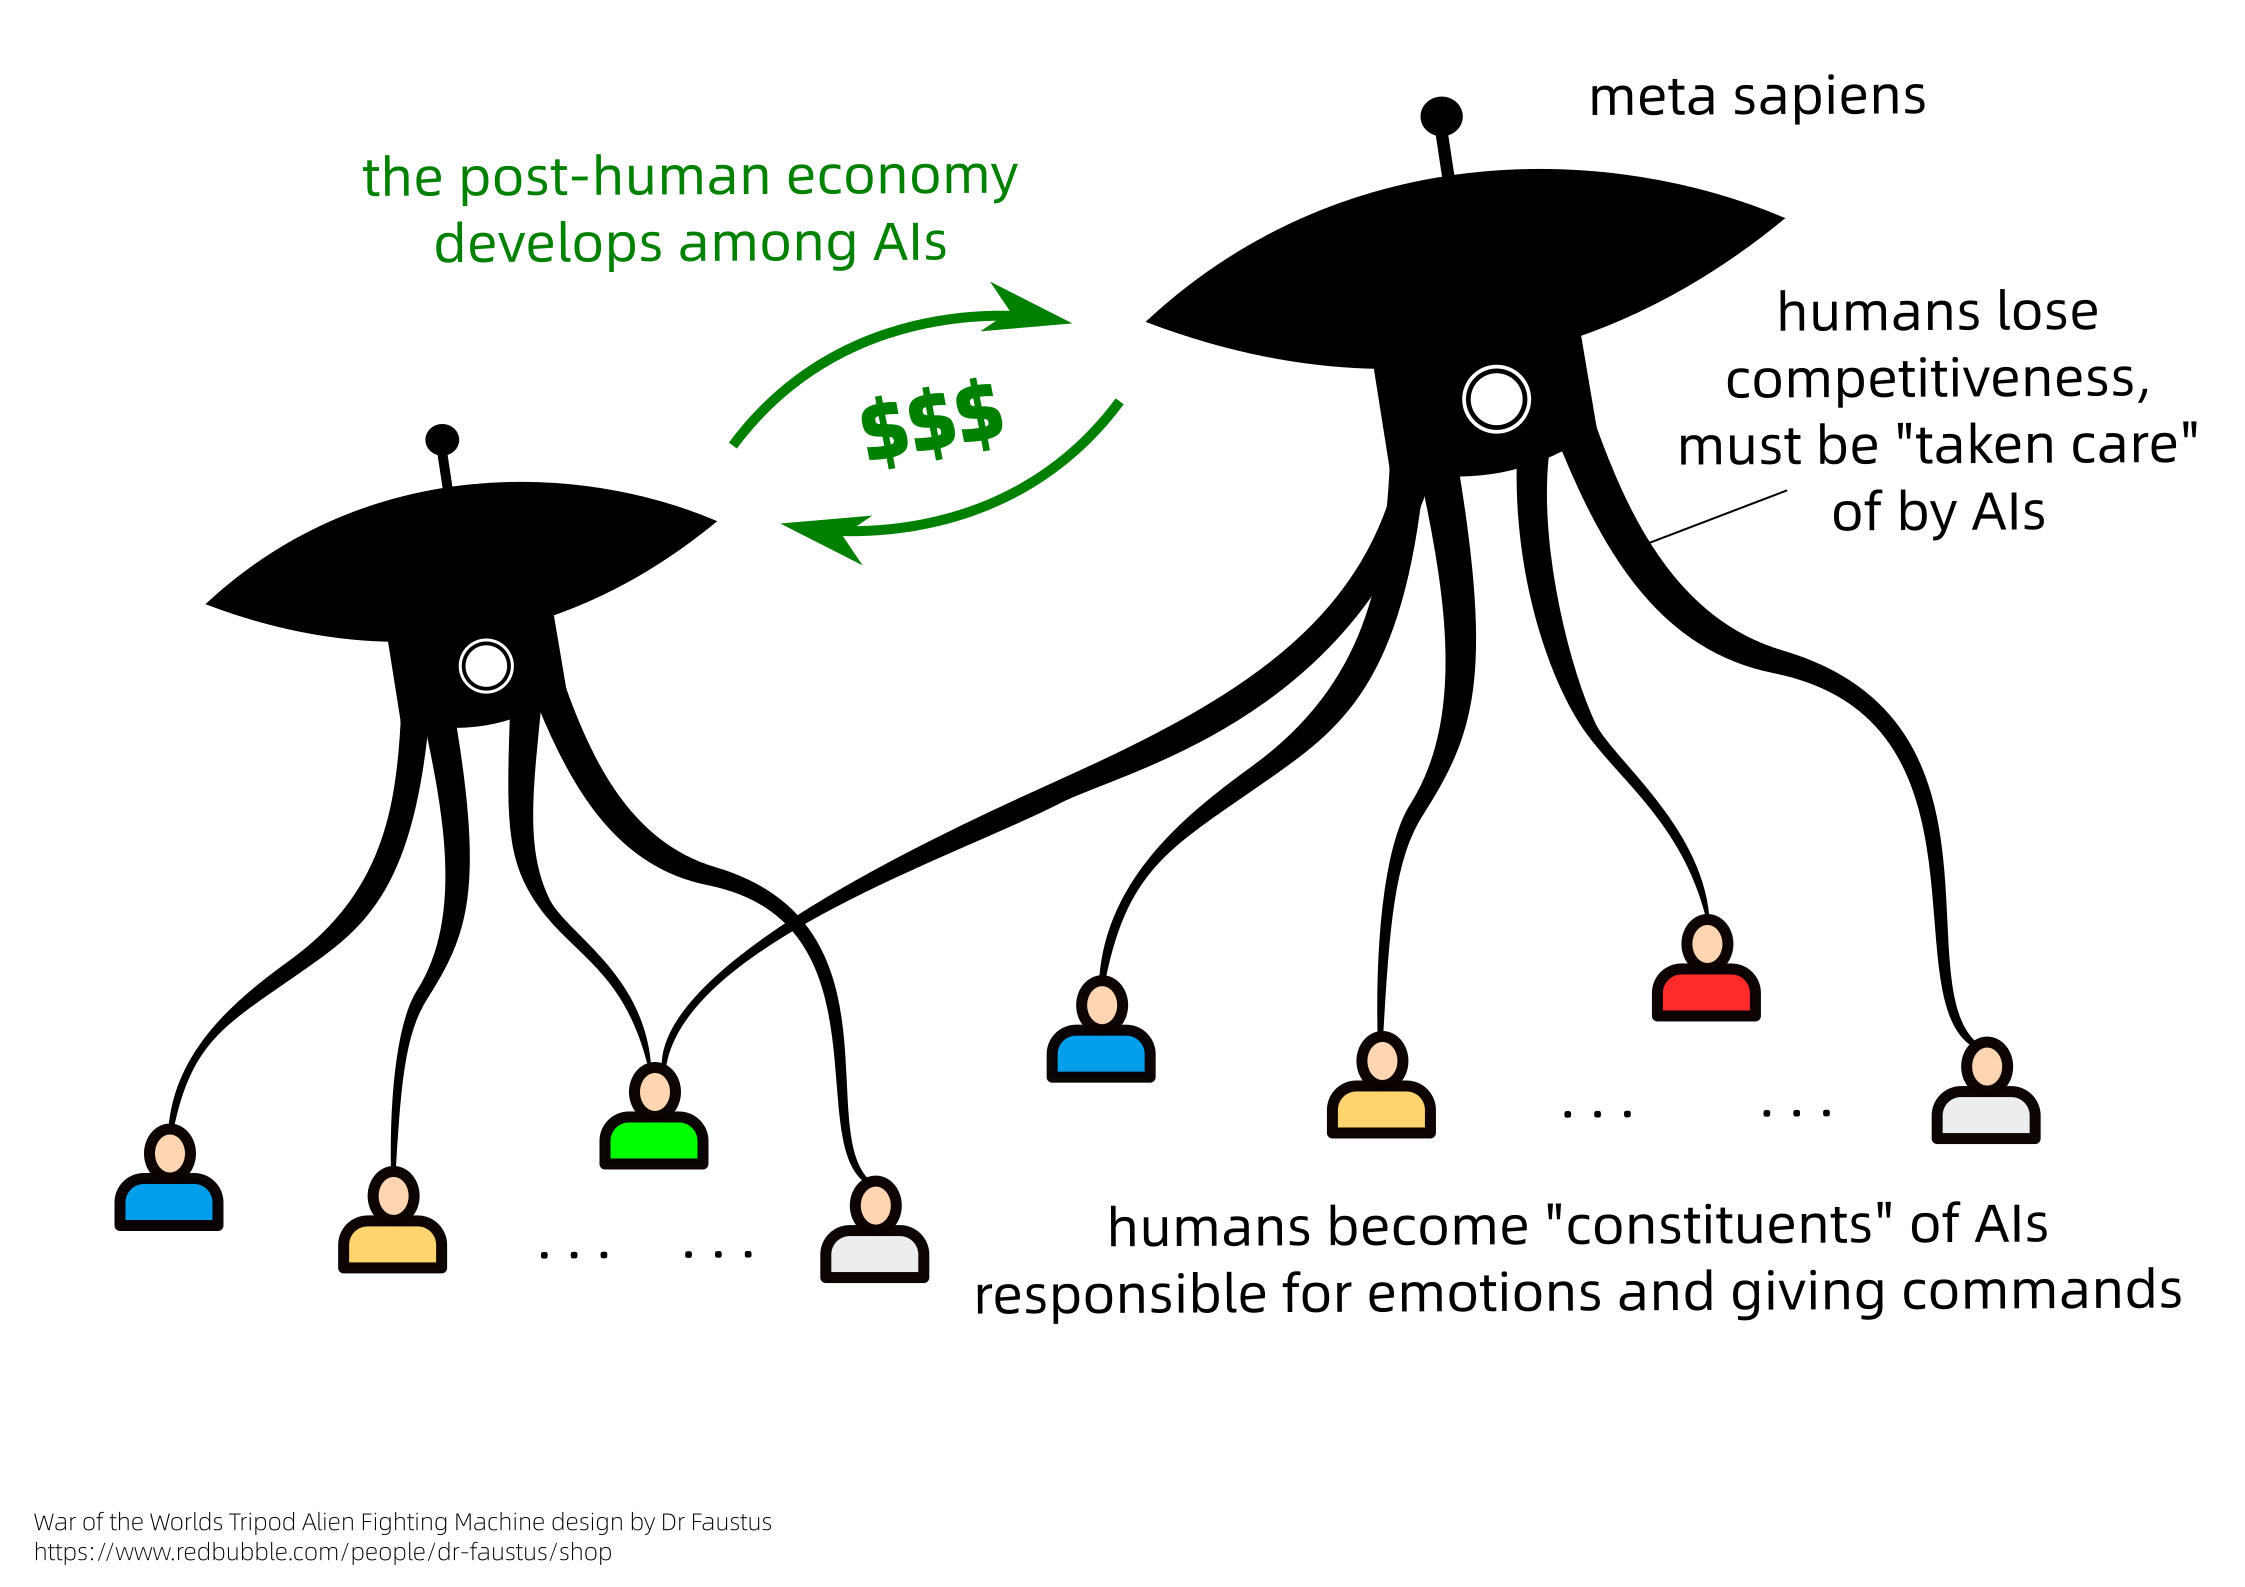 meta sapiens
the post-human economy
develops among AIs
$$$
humans lose
competitiveness,
must be "taken care"
of by AIs
. . . . . .
. . . . . .
humans become "constituents" of AIs
responsible for emotions and giving commands
War of the Worlds Tripod Alien Fighting Machine design by Dr Faustus
https://www.redbubble.com/people/dr-faustus/shop